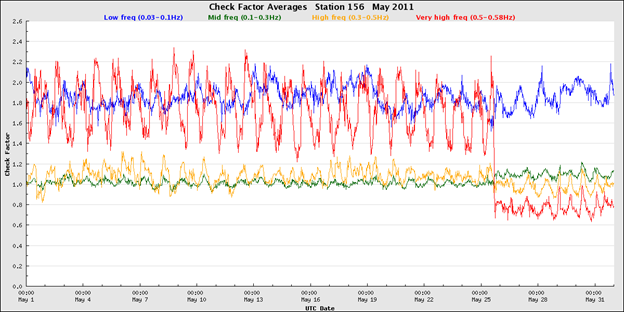 Check Factor Averages Station 156 May 2011
Low freq (0.03-0.1Hz) Mid freq (0.1-0.3Hz) High freq (0.3-0.5Hz) Very high freq (0.5-0.58Hz)
2.6
2.4
2.2
2.0
1.8
1.6
1.4
1.2
1.0
0.8
0.6
0.4
0.2
0.0
Check Factor
00:00 00:00 00:00 00:00 00:00 00:00 00:00 00:00 00:00 00:00 00:00
May 1 May 4 May 7 May 10 May 13 May 16 May 19 May 22 May 25 May 28 May 31
UTC Date